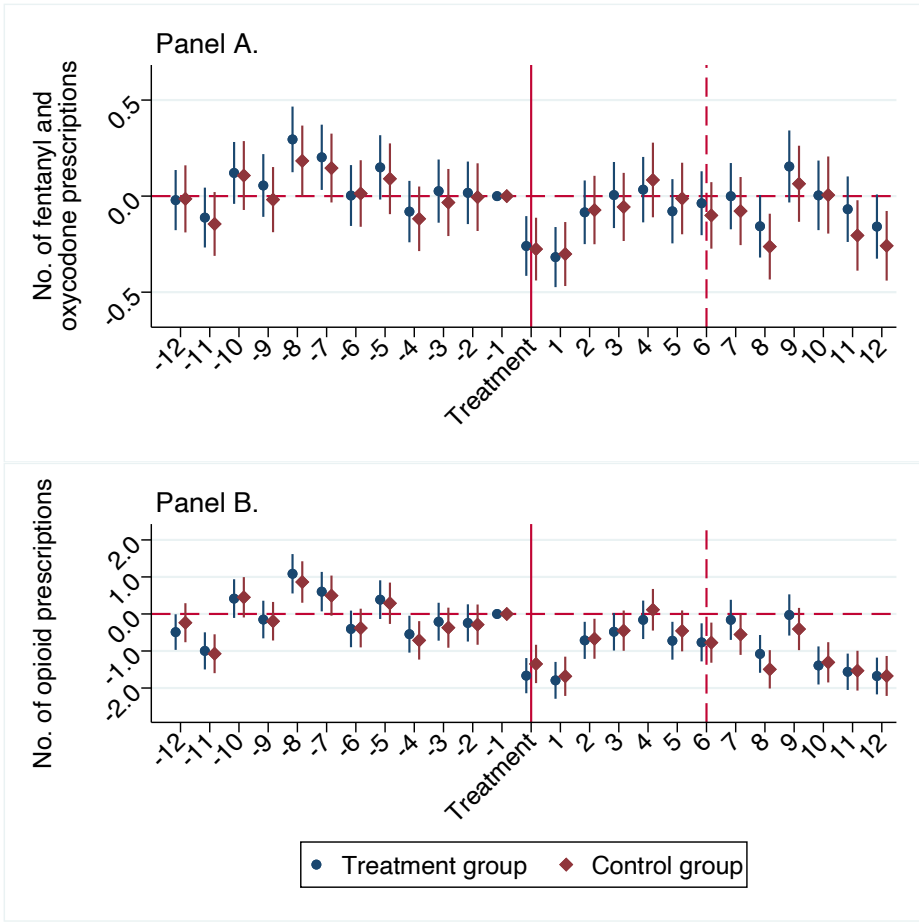 Panel A.
No. of fentanyl and
oxycodone prescriptions
0.5
0.0
-0.5
-12 -11 -10 -9 -8 -7 -6 -5 -4 -3 -2 -1 Treatment 1 2 3 4 5 6 7 8 9 10 11 12
Panel B.
No. of opioid prescriptions
2.0
1.0
0.0
-1.0
-2.0
-12 -11 -10 -9 -8 -7 -6 -5 -4 -3 -2 -1 Treatment 1 2 3 4 5 6 7 8 9 10 11 12
Treatment group Control group